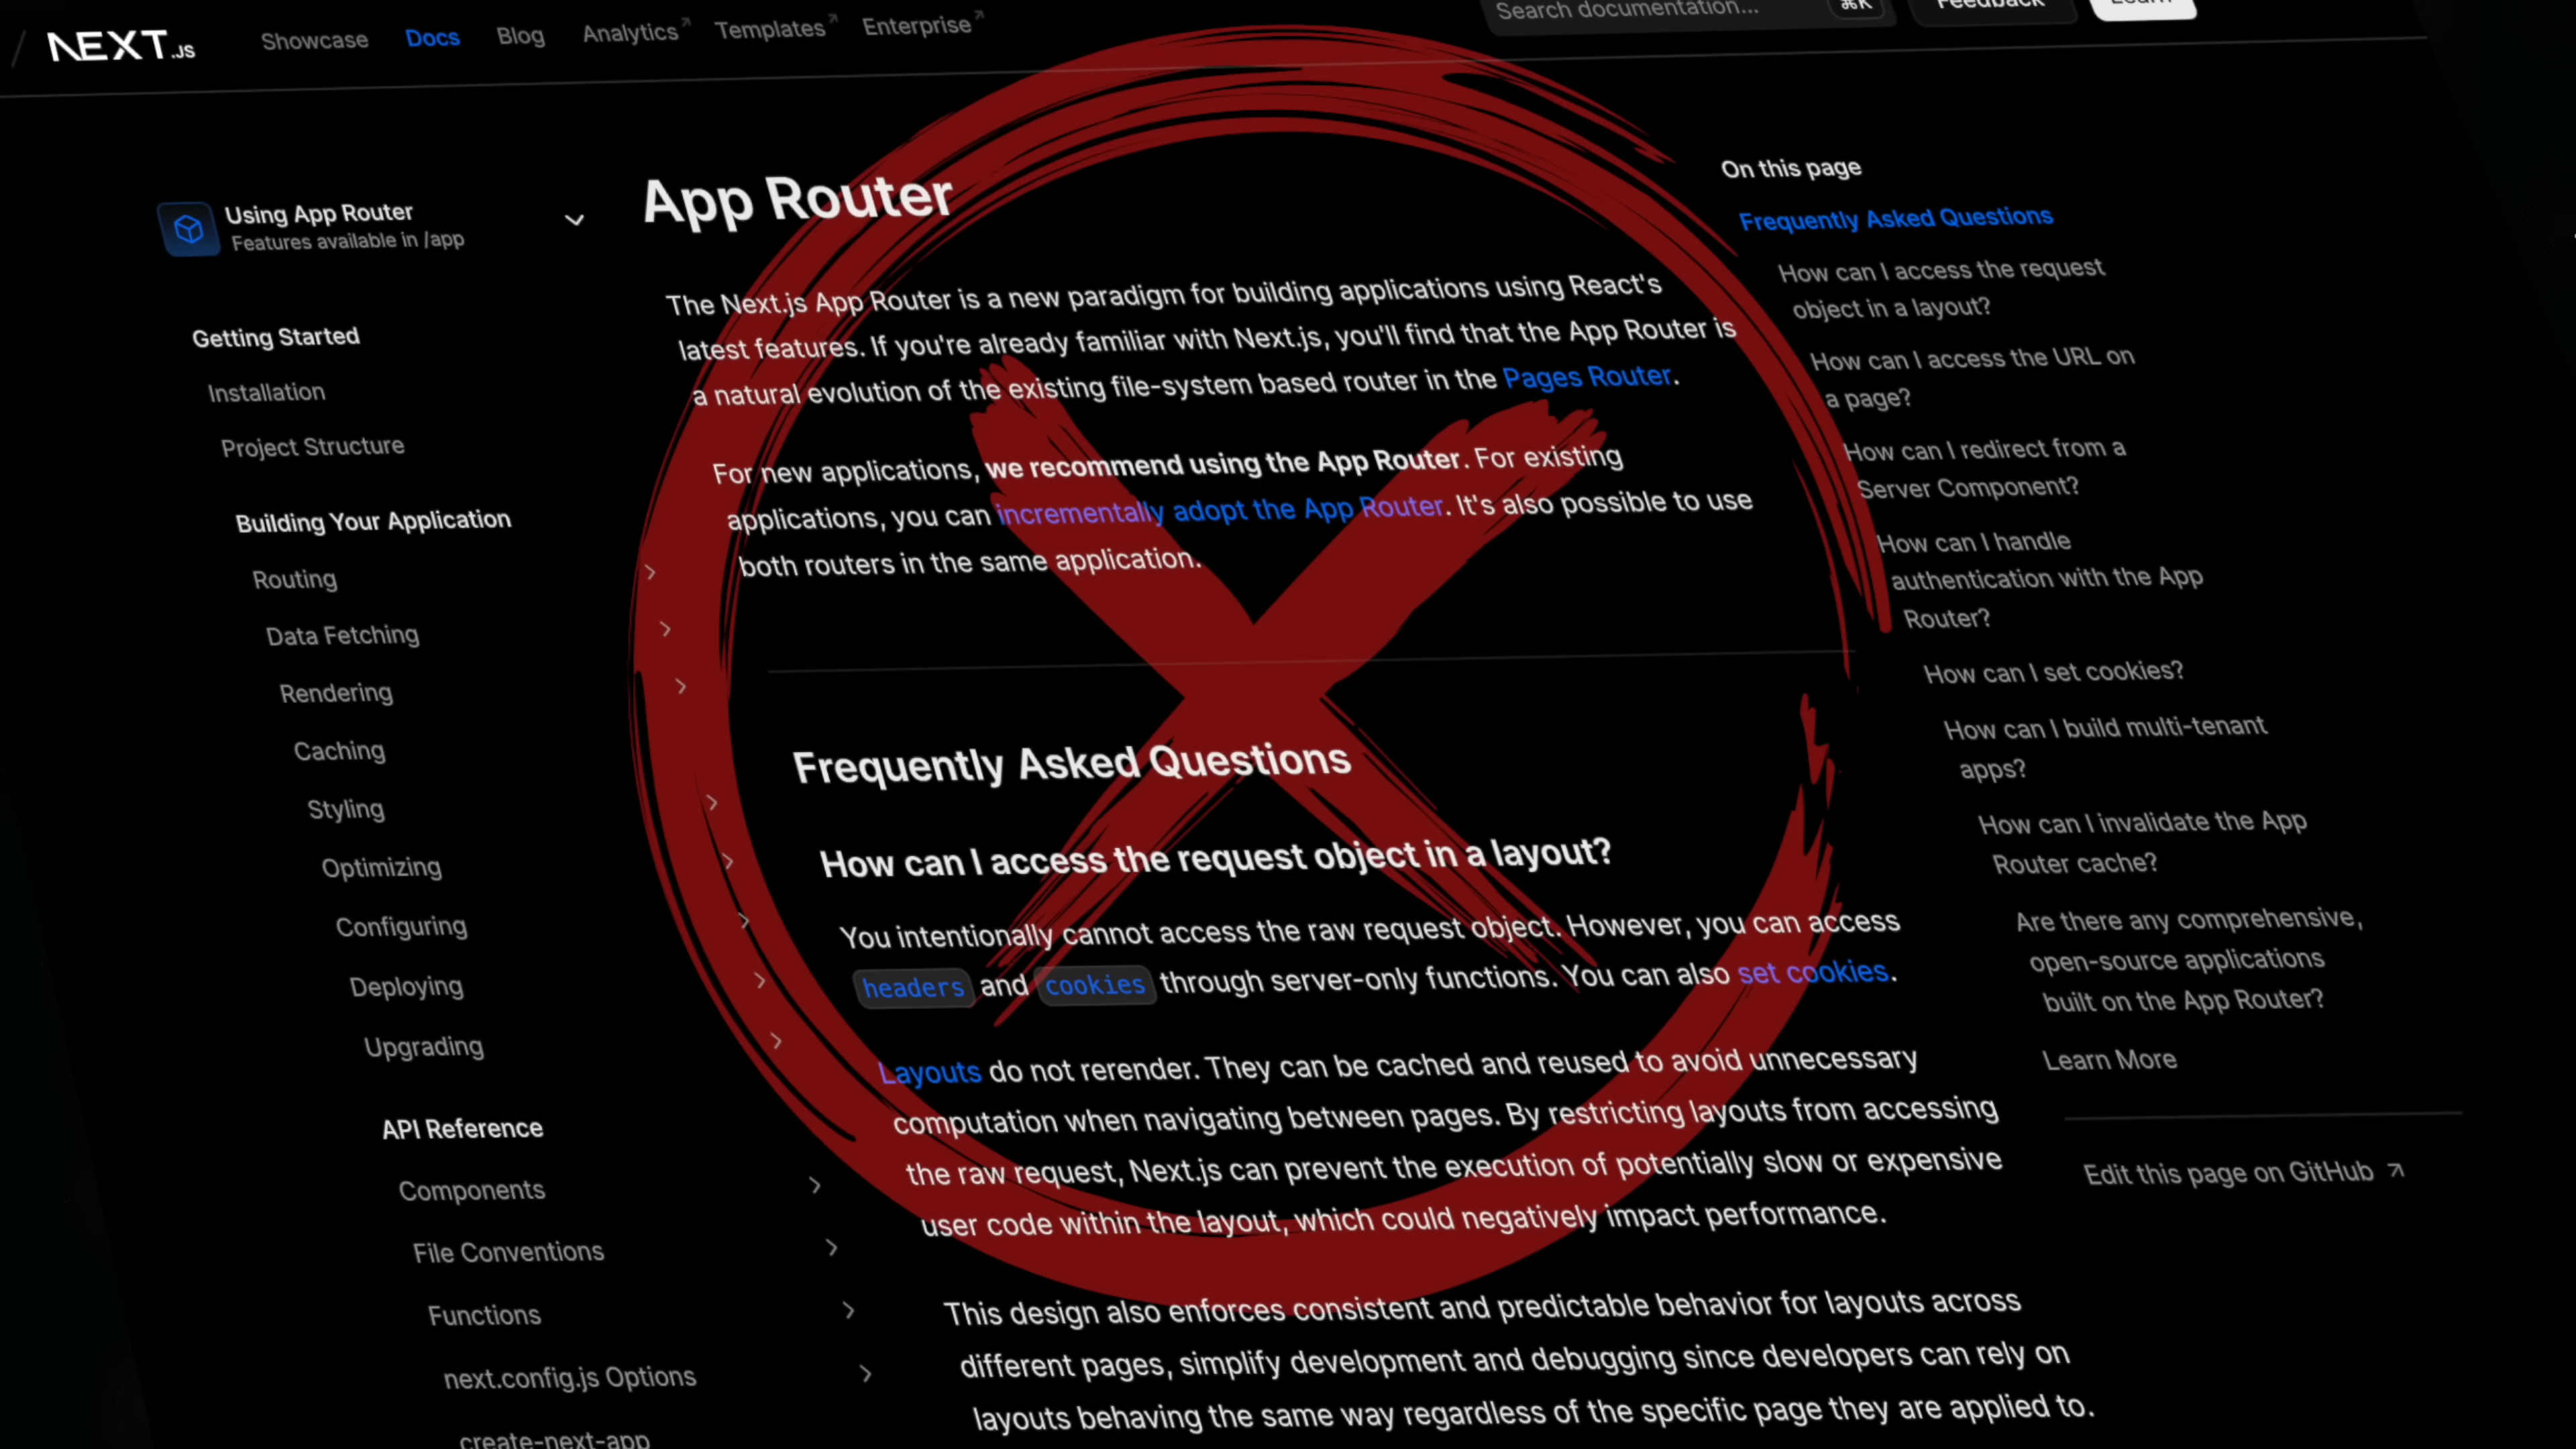 NEXT.JS
Showcase
Docs
Blog
Analytics
Templates
Enterprise
Search documentation...
⌘K
Feedback
Learn
Using App Router
Features available in /app
Getting Started
Installation
Project Structure
Building Your Application
Routing
Data Fetching
Rendering
Caching
Styling
Optimizing
Configuring
Deploying
Upgrading
API Reference
Components
File Conventions
Functions
next.config.js Options
create-next-app
App Router
The Next.js App Router is a new paradigm for building applications using React's
latest features. If you're already familiar with Next.js, you'll find that the App Router is
a natural evolution of the existing file-system based router in the Pages Router.
For new applications, we recommend using the App Router. For existing
applications, you can incrementally adopt the App Router. It's also possible to use
both routers in the same application.
Frequently Asked Questions
How can I access the request object in a layout?
You intentionally cannot access the raw request object. However, you can access
headers and cookies through server-only functions. You can also set cookies.
Layouts do not rerender. They can be cached and reused to avoid unnecessary
computation when navigating between pages. By restricting layouts from accessing
the raw request, Next.js can prevent the execution of potentially slow or expensive
user code within the layout, which could negatively impact performance.
This design also enforces consistent and predictable behavior for layouts across
different pages, simplify development and debugging since developers can rely on
layouts behaving the same way regardless of the specific page they are applied to.
On this page
Frequently Asked Questions
How can I access the request
object in a layout?
How can I access the URL on
a page?
How can I redirect from a
Server Component?
How can I handle
authentication with the App
Router?
How can I set cookies?
How can I build multi-tenant
apps?
How can I invalidate the App
Router cache?
Are there any comprehensive,
open-source applications
built on the App Router?
Learn More
Edit this page on GitHub